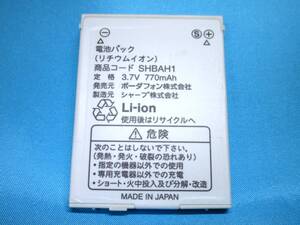 電池パック
(リチウムイオン)
商品コード SHBAH1
定 格 3.7V 770mAh
発売元 ボーダフォン株式会社
製造元 シャープ株式会社
Li-ion
使用後はリサイクルへ
⚠危険
次のことはしないでください
(発熱・発火・破裂の恐れあり)
・指定の機器以外での使用
・専用充電器以外での充電
・ショート・火中投入及び分解・改造
MADE IN JAPAN